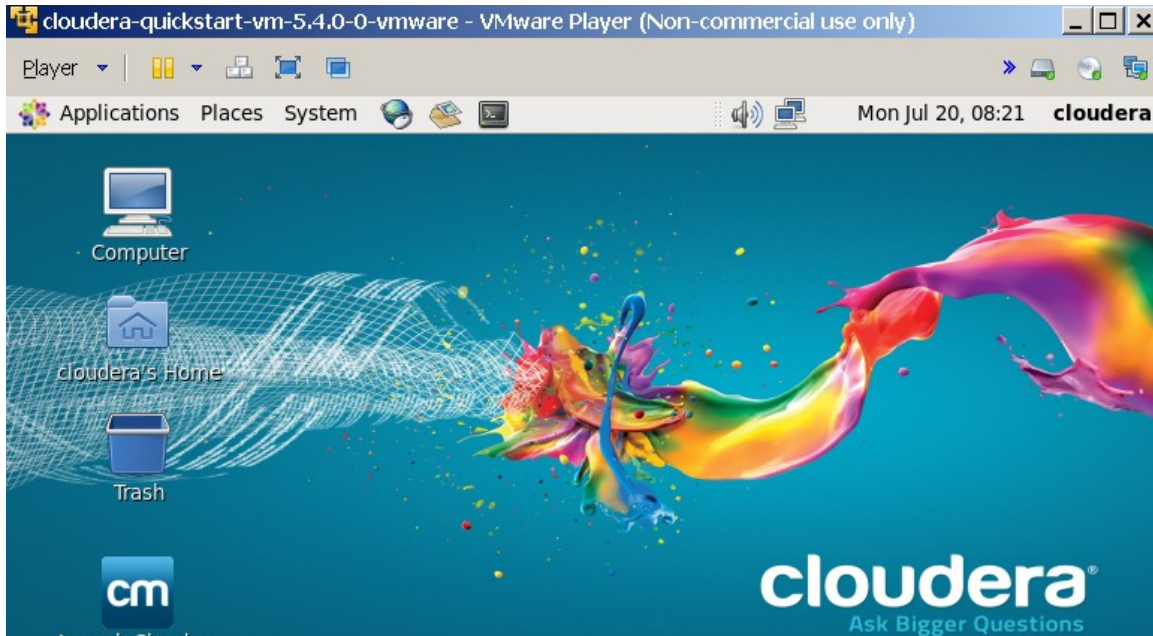 cloudera-quickstart-vm-5.4.0-0-vmware - VMware Player (Non-commercial use only)
Player
Applications Places System Mon Jul 20, 08:21 cloudera
Computer
cloudera's Home
Trash
cm
cloudera®
Ask Bigger Questions